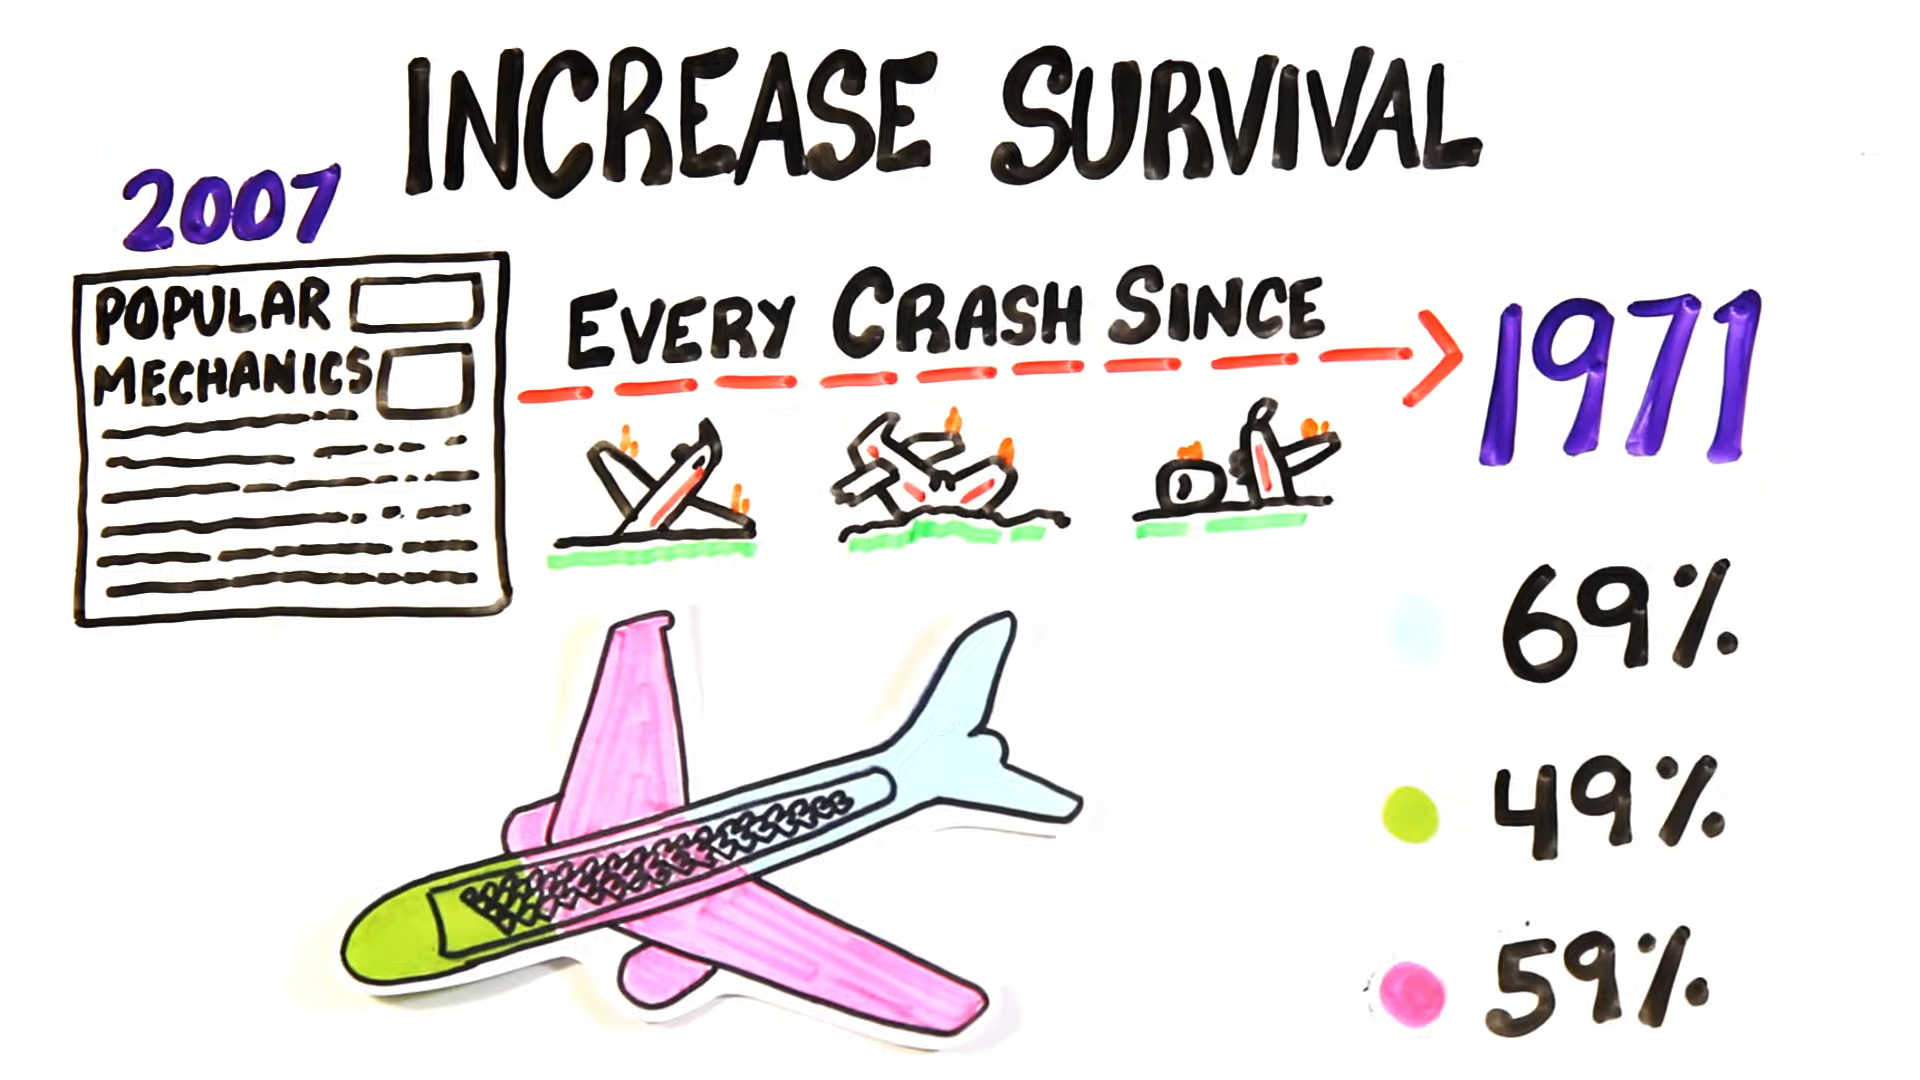 INCREASE SURVIVAL
2007
POPULAR
MECHANICS
EVERY CRASH SINCE
1971
69%
49%
59%